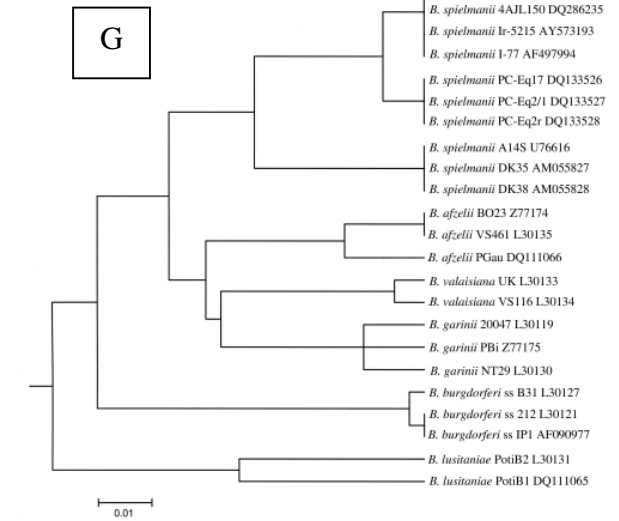 G
B. spielmanii 4AJL150 DQ286235
B. spielmanii Ir-5215 AY573193
B. spielmanii I-77 AF497994
B. spielmanii PC-Eq17 DQ133526
B. spielmanii PC-Eq2/1 DQ133527
B. spielmanii PC-Eq2r DQ133528
B. spielmanii A14S U76616
B. spielmanii DK35 AM055827
B. spielmanii DK38 AM055828
B. afzelii BO23 Z77174
B. afzelii VS461 L30135
B. afzelii PGau DQ111066
B. valaisiana UK L30133
B. valaisiana VS116 L30134
B. garinii 20047 L30119
B. garinii PBi Z77175
B. garinii NT29 L30130
B. burgdorferi ss B31 L30127
B. burgdorferi ss 212 L30121
B. burgdorferi ss IP1 AF090977
B. lusitaniae PotiB2 L30131
B. lusitaniae PotiB1 DQ111065
0.01